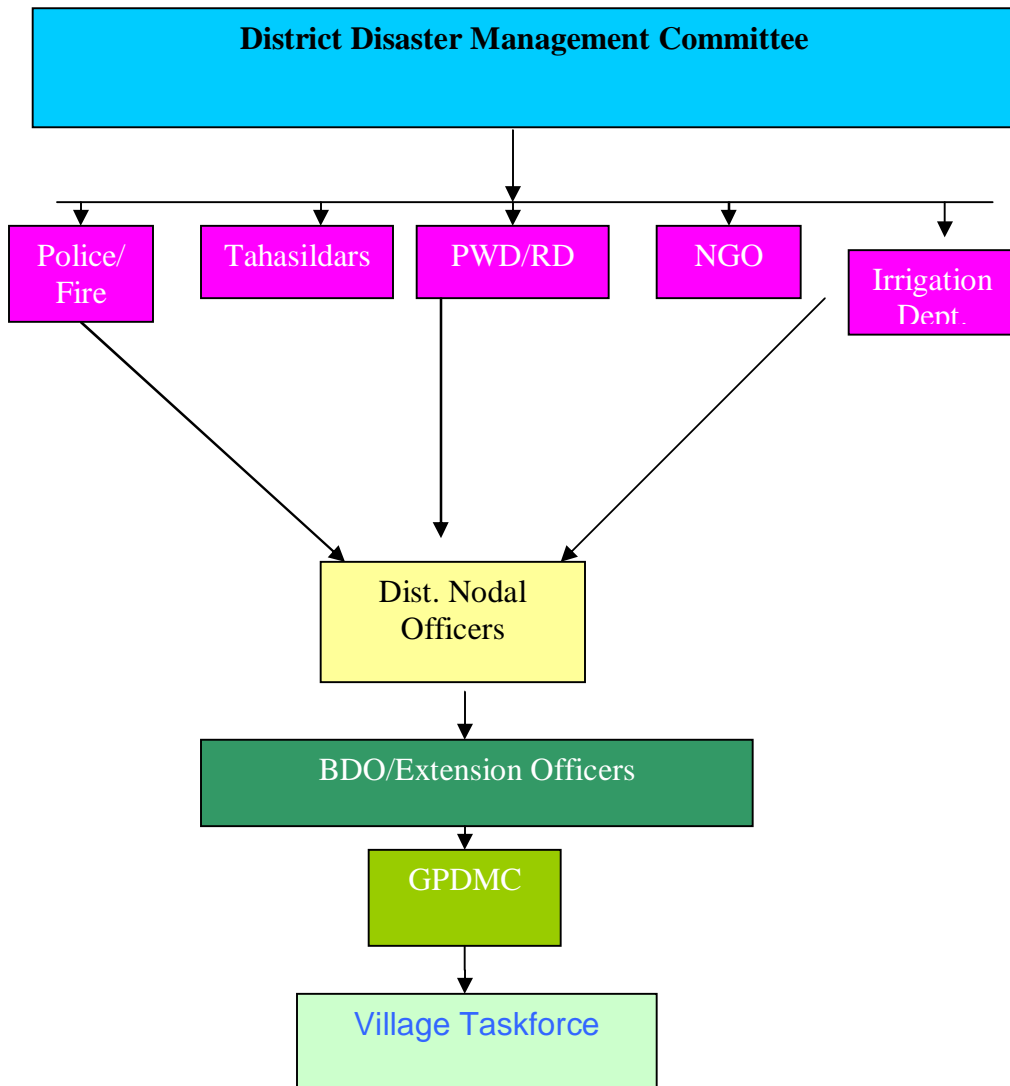 District Disaster Management Committee
Police/
Fire
Tahasildars
PWD/RD
NGO
Irrigation
Dept.
Dist. Nodal
Officers
BDO/Extension Officers
GPDMC
Village Taskforce